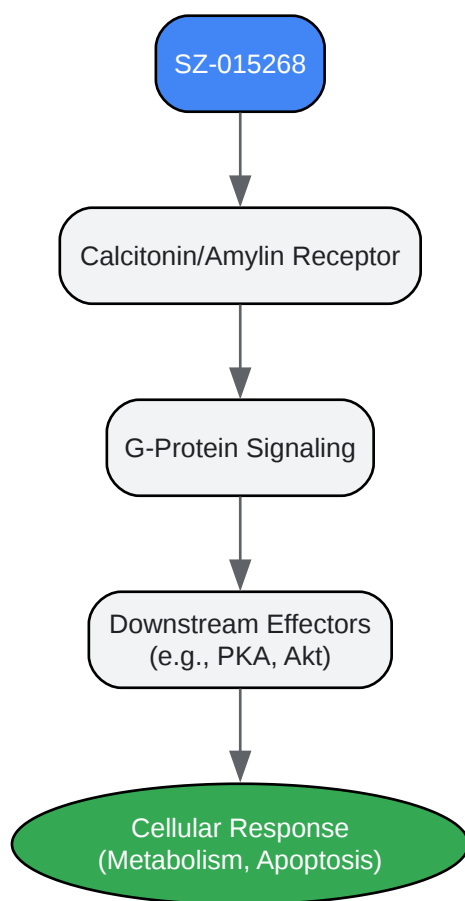 SZ-015268
Calcitonin/Amylin Receptor
G-Protein Signaling
Downstream Effectors
(e.g., PKA, Akt)
Cellular Response
(Metabolism, Apoptosis)